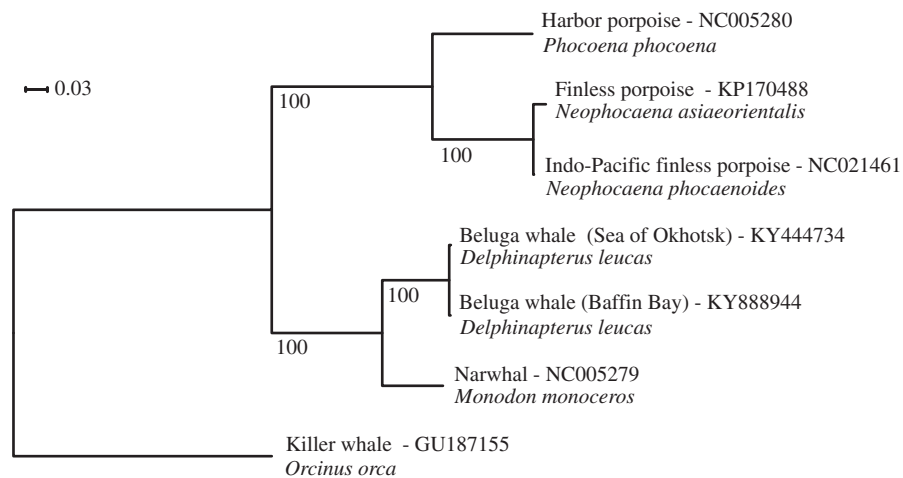 Harbor porpoise - NC005280
Phocoena phocoena
0.03
Finless porpoise - KP170488
Neophocaena asiaeorientalis
100
100
Indo-Pacific finless porpoise - NC021461
Neophocaena phocaenoides
Beluga whale (Sea of Okhotsk) - KY444734
Delphinapterus leucas
100
Beluga whale (Baffin Bay) - KY888944
Delphinapterus leucas
100
Narwhal - NC005279
Monodon monoceros
Killer whale - GU187155
Orcinus orca